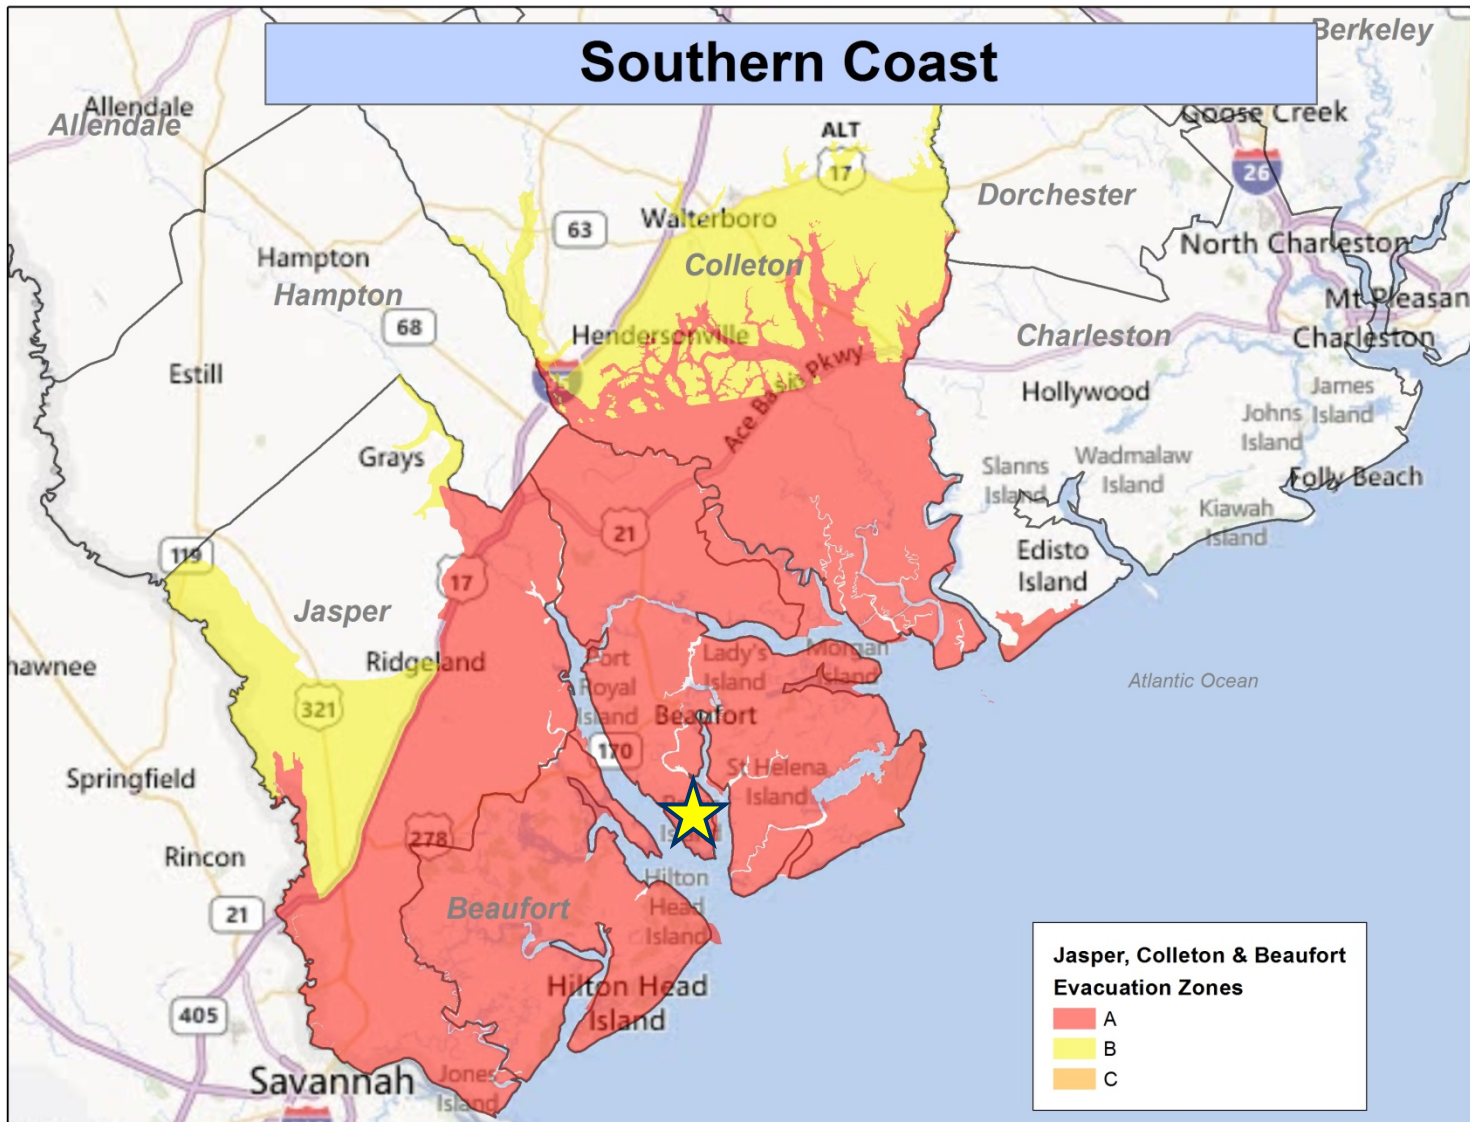 Southern Coast
Berkeley
Allendale
Allendale
Goose Creek
ALT
17
26
Dorchester
63
Walterboro
North Charleston
Hampton
Colleton
Hampton
Mt Pleasan
68
Hendersonville
Charleston
Charleston
Estill
Ace Basin Pkwy
Hollywood
James
Island
Johns
Island
Grays
Wadmalaw
Island
Slanns
Island
Folly Beach
Kiawah
Island
21
119
Edisto
Island
17
Jasper
Ridgeland
hawnee
Port
Royal
Island
Lady's
Island
Morgan
Island
Atlantic Ocean
321
Beaufort
170
Springfield
St Helena
Island
Island
278
Rincon
Hilton
Head
Island
21
Beaufort
Hilton Head
Island
405
Savannah
Jones
Island
Jasper, Colleton & Beaufort
Evacuation Zones
A
B
C